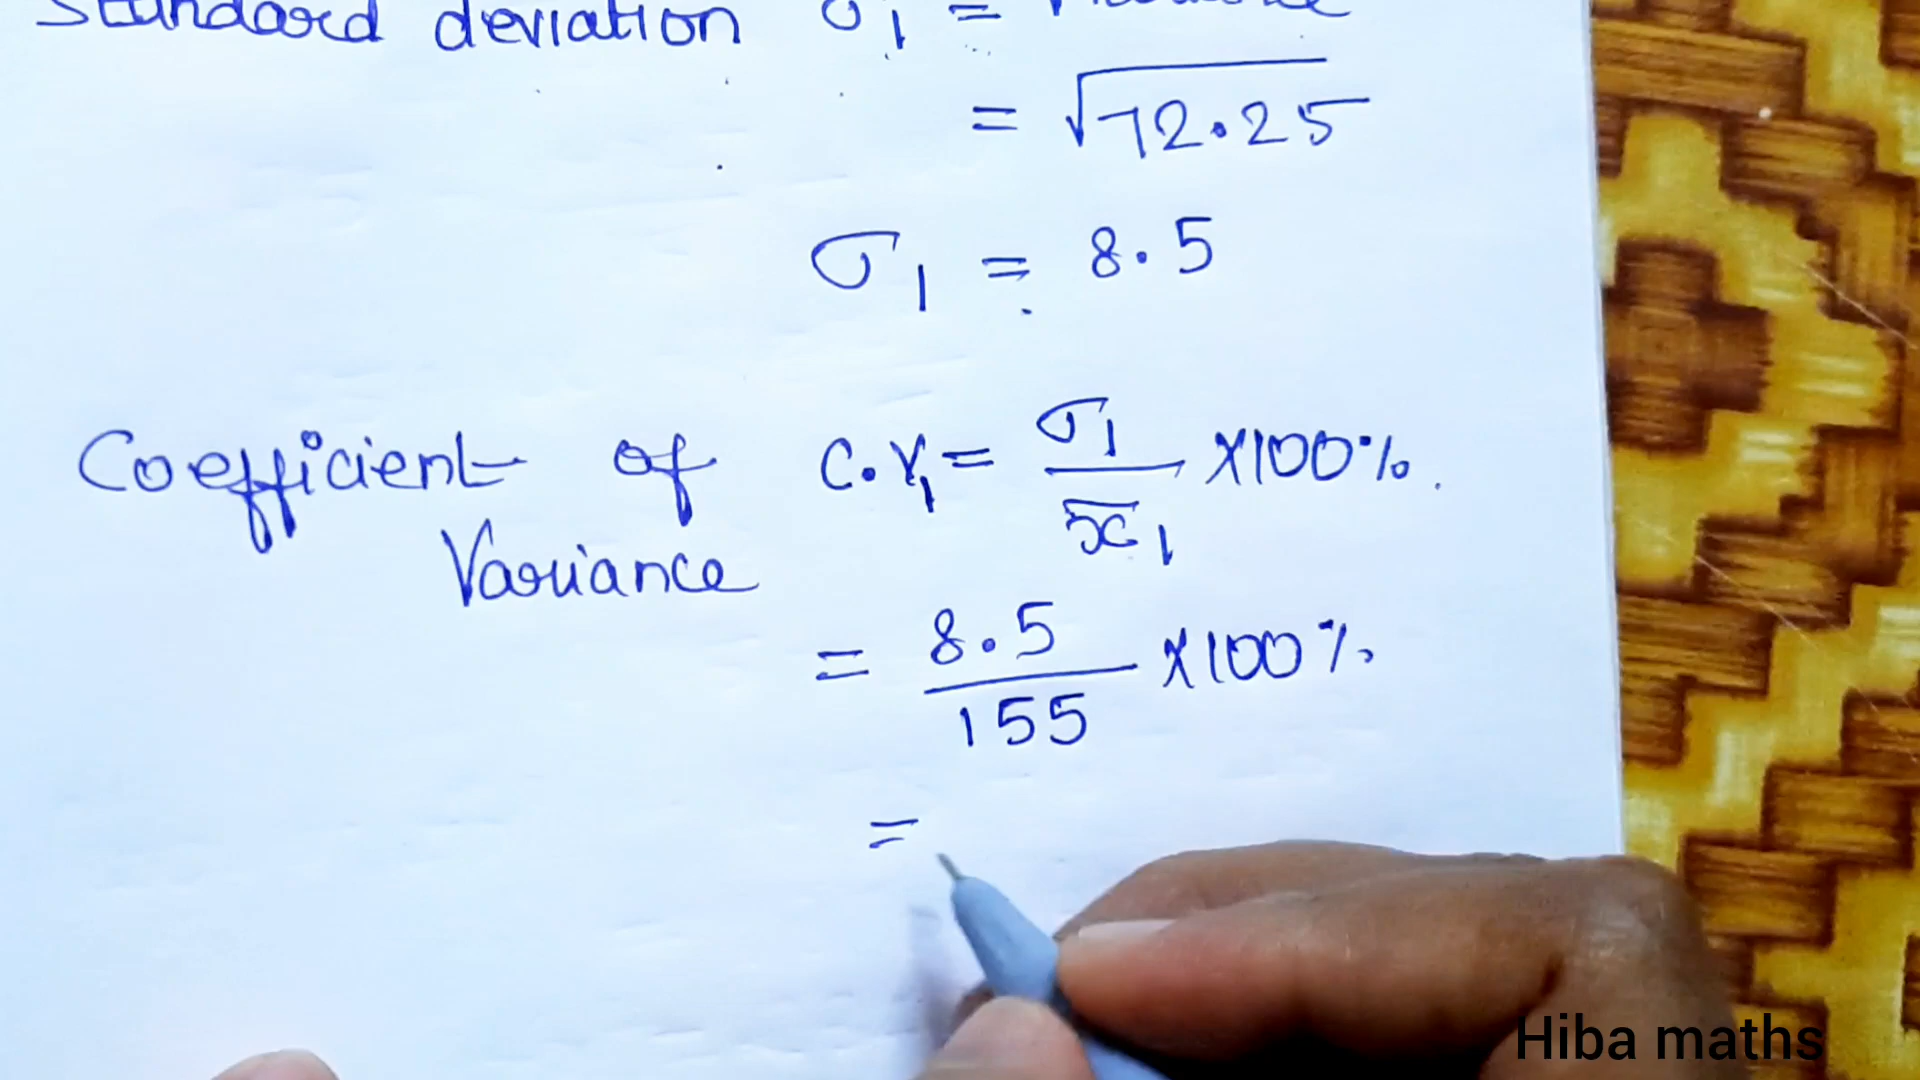 Standard deviation σ1 =
= √72.25
σ1 = 8.5
Coefficient of C.V1 = σ1/x̄1 ×100%.
Variance
= 8.5/155 ×100%
=
Hiba maths